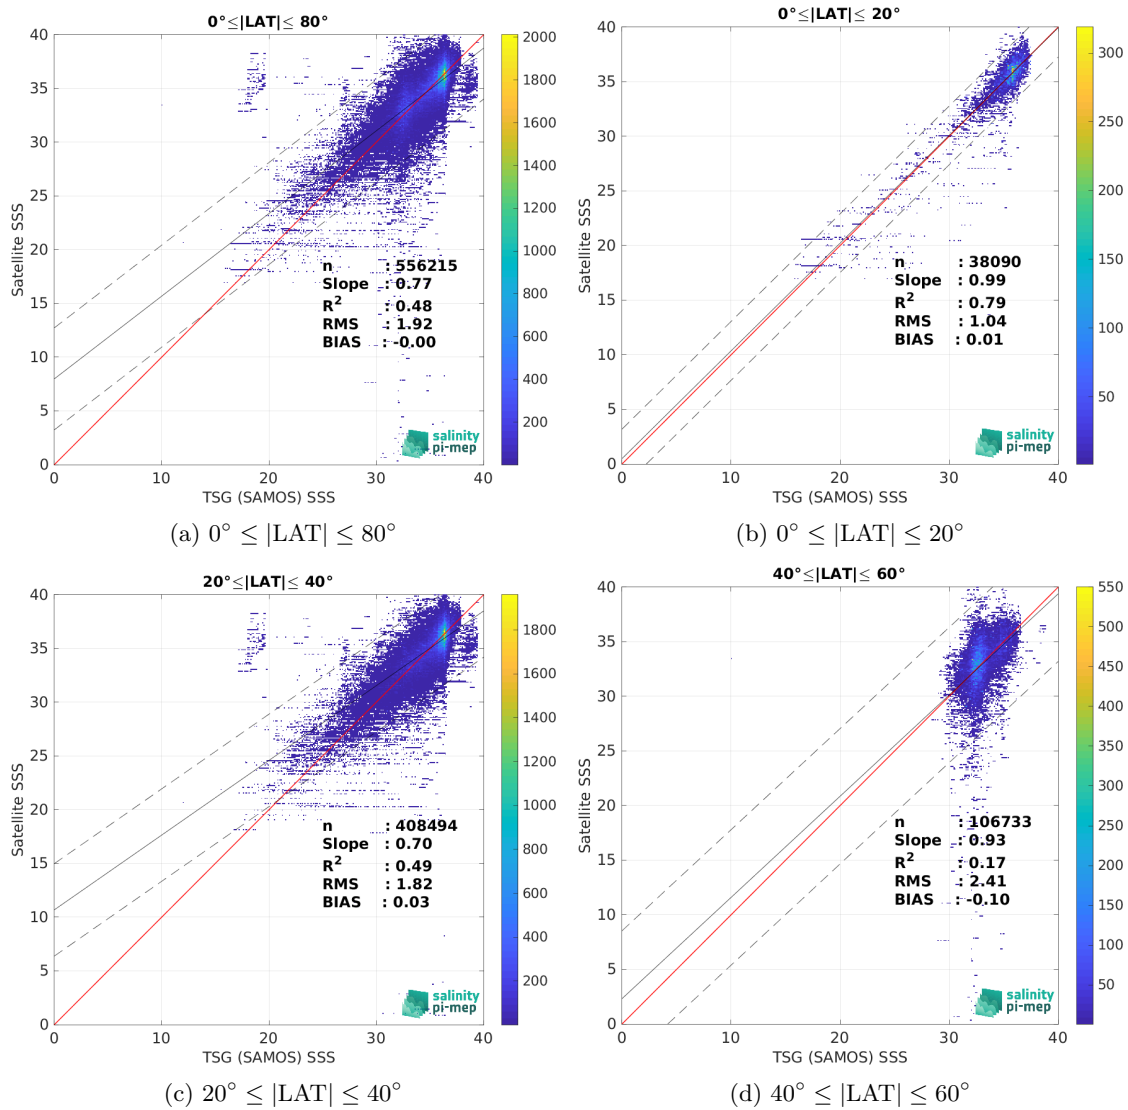 0°≤|LAT|≤ 80°
Satellite SSS
40
35
30
25
20
15
10
5
0
0
10
20
30
40
TSG (SAMOS) SSS
n : 556215
Slope : 0.77
R² : 0.48
RMS : 1.92
BIAS : -0.00
salinity
pi-mep
2000
1800
1600
1400
1200
1000
800
600
400
200
(a) 0° ≤ |LAT| ≤ 80°
0°≤|LAT|≤ 20°
Satellite SSS
40
35
30
25
20
15
10
5
0
0
10
20
30
40
TSG (SAMOS) SSS
n : 38090
Slope : 0.99
R² : 0.79
RMS : 1.04
BIAS : 0.01
salinity
pi-mep
300
250
200
150
100
50
(b) 0° ≤ |LAT| ≤ 20°
20°≤|LAT|≤ 40°
Satellite SSS
40
35
30
25
20
15
10
5
0
0
10
20
30
40
TSG (SAMOS) SSS
n : 408494
Slope : 0.70
R² : 0.49
RMS : 1.82
BIAS : 0.03
salinity
pi-mep
1800
1600
1400
1200
1000
800
600
400
200
(c) 20° ≤ |LAT| ≤ 40°
40°≤|LAT|≤ 60°
Satellite SSS
40
35
30
25
20
15
10
5
0
0
10
20
30
40
TSG (SAMOS) SSS
n : 106733
Slope : 0.93
R² : 0.17
RMS : 2.41
BIAS : -0.10
salinity
pi-mep
550
500
450
400
350
300
250
200
150
100
50
(d) 40° ≤ |LAT| ≤ 60°